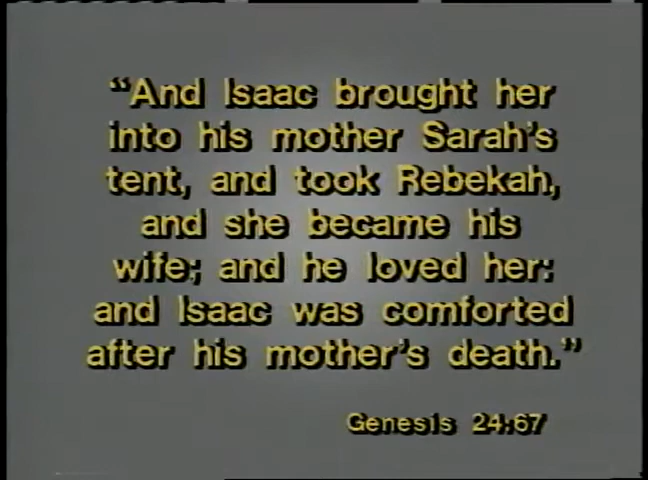 “And Isaac brought her
into his mother Sarah's
tent, and took Rebekah,
and she became his
wife; and he loved her:
and Isaac was comforted
after his mother's death.”
Genesis 24:67